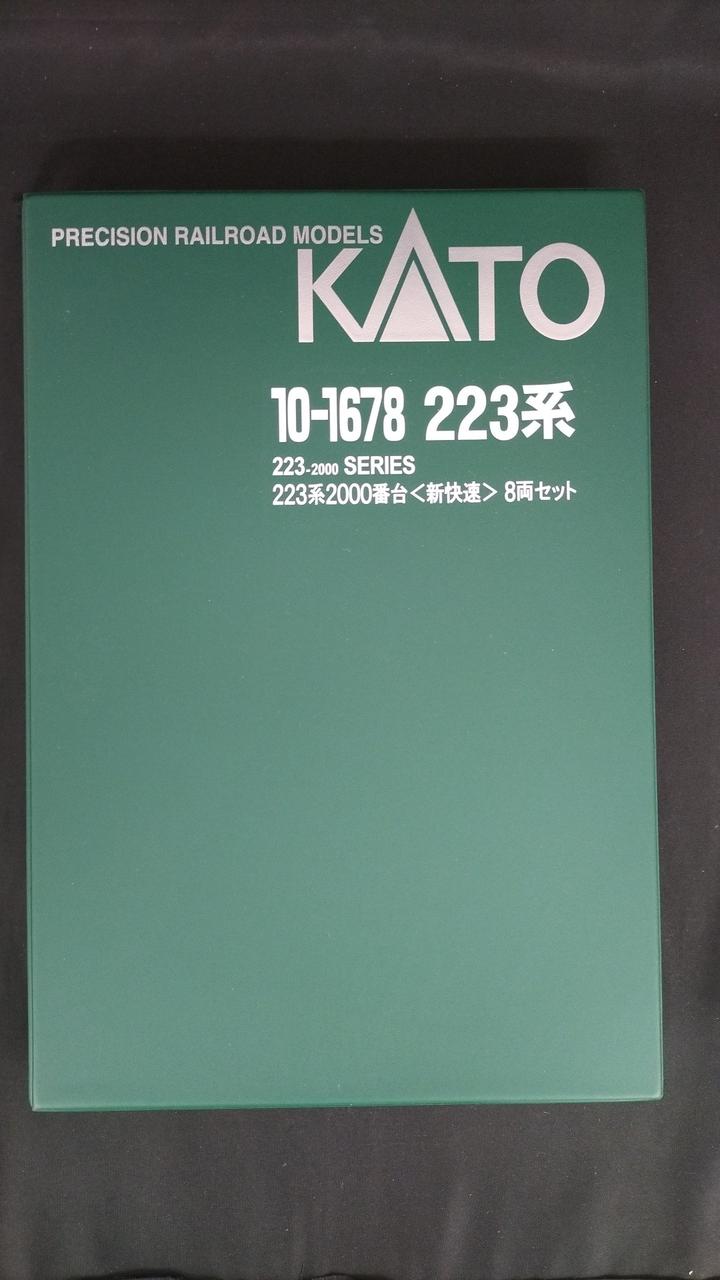 PRECISION RAILROAD MODELS
KATO
10-1678 223系
223-2000 SERIES
223系2000番台<新快速> 8両セット